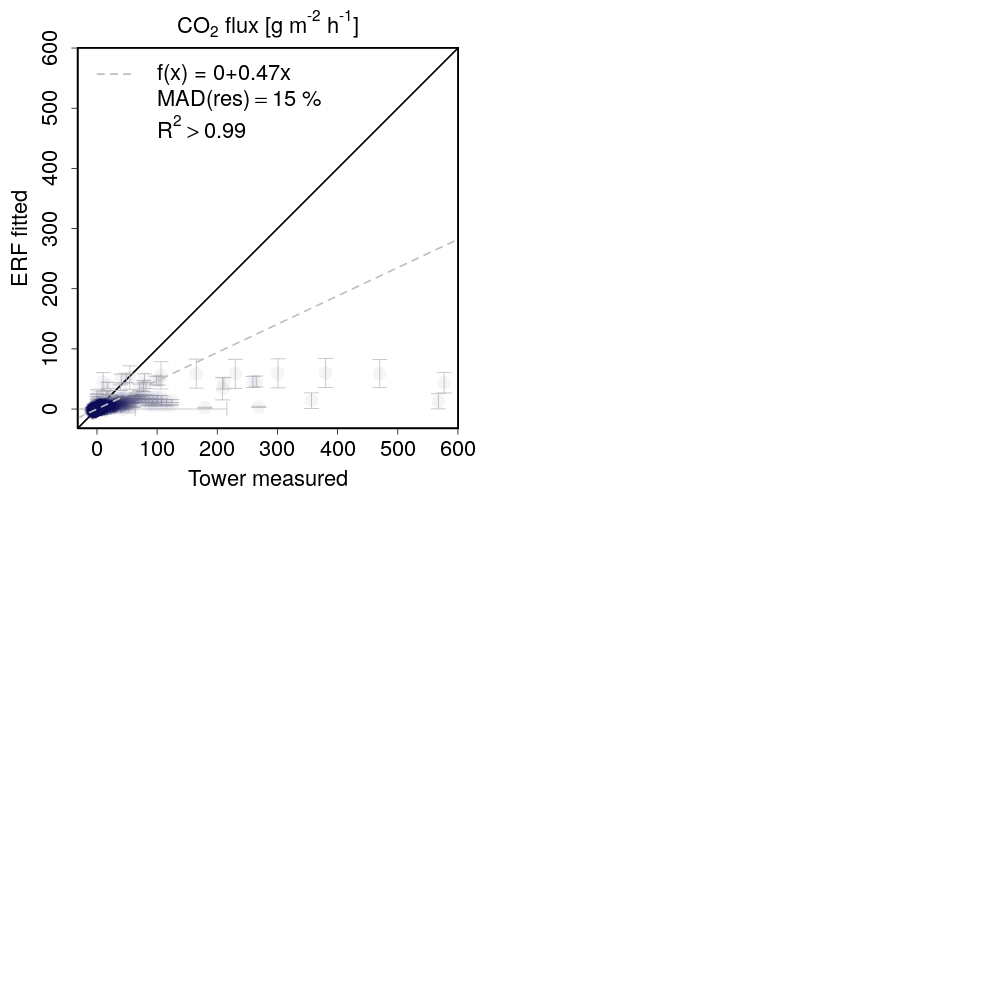 CO₂ flux [g m⁻² h⁻¹]
f(x) = 0+0.47x
MAD(res) = 15 %
R² > 0.99
ERF fitted
600
500
400
300
200
100
0
0 100 200 300 400 500 600
Tower measured